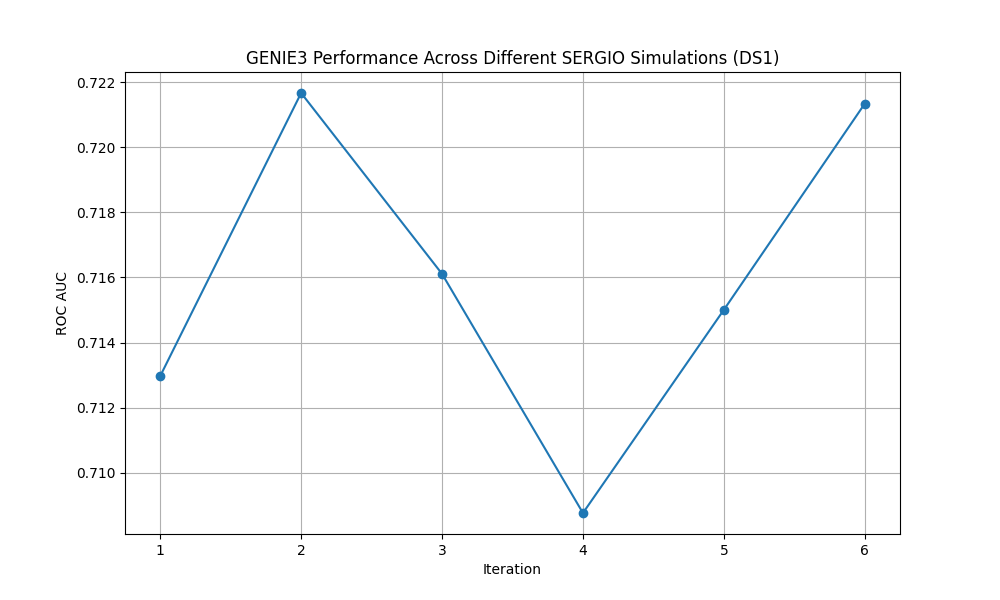 GENIE3 Performance Across Different SERGIO Simulations (DS1)
0.722
0.720
0.718
0.716
0.714
0.712
0.710
ROC AUC
1 2 3 4 5 6
Iteration